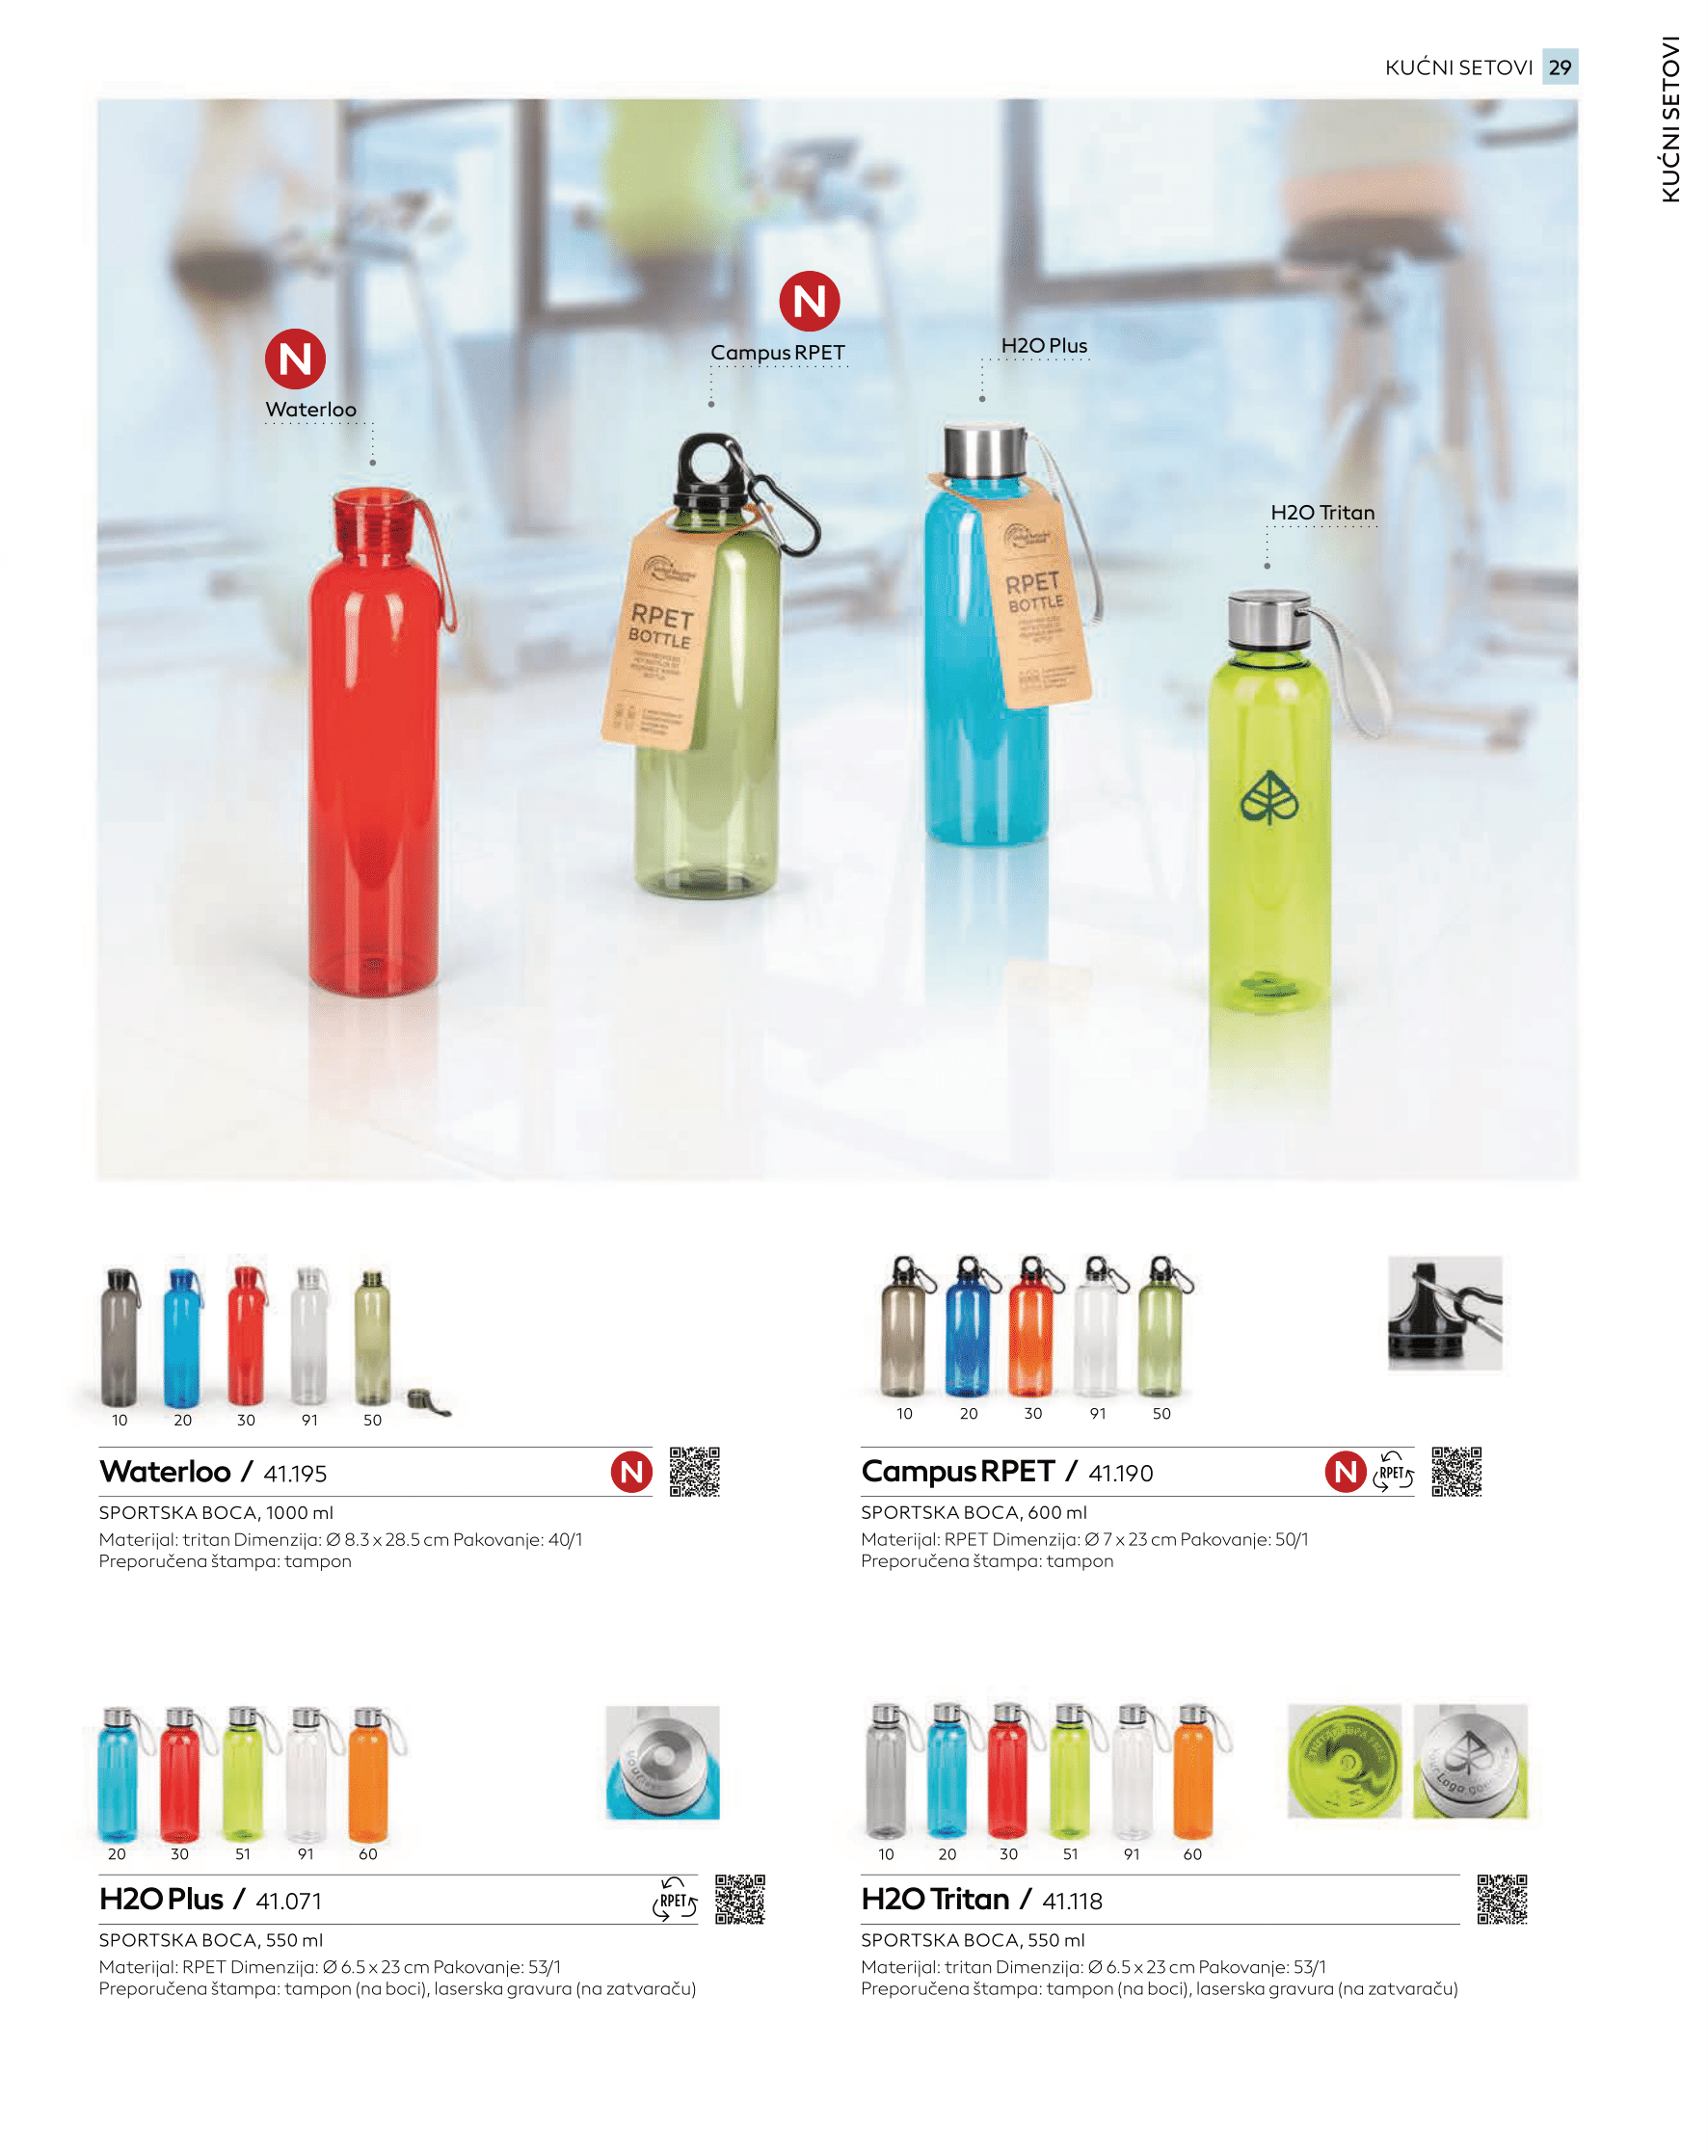 KUĆNI SETOVI 29
KUĆNI SETOVI
N
Campus RPET
H2O Plus
N
Waterloo
H2O Tritan
RPET
BOTTLE
RPET
BOTTLE
10 20 30 91 50
10 20 30 91 50
Waterloo / 41.195 N
SPORTSKA BOCA, 1000 ml
Materijal: tritan Dimenzija: Ø 8.3 x 28.5 cm Pakovanje: 40/1
Preporučena štampa: tampon
Campus RPET / 41.190 N RPET
SPORTSKA BOCA, 600 ml
Materijal: RPET Dimenzija: Ø 7 x 23 cm Pakovanje: 50/1
Preporučena štampa: tampon
20 30 51 91 60
10 20 30 51 91 60
H2O Plus / 41.071 RPET
SPORTSKA BOCA, 550 ml
Materijal: RPET Dimenzija: Ø 6.5 x 23 cm Pakovanje: 53/1
Preporučena štampa: tampon (na boci), laserska gravura (na zatvaraču)
H2O Tritan / 41.118
SPORTSKA BOCA, 550 ml
Materijal: tritan Dimenzija: Ø 6.5 x 23 cm Pakovanje: 53/1
Preporučena štampa: tampon (na boci), laserska gravura (na zatvaraču)